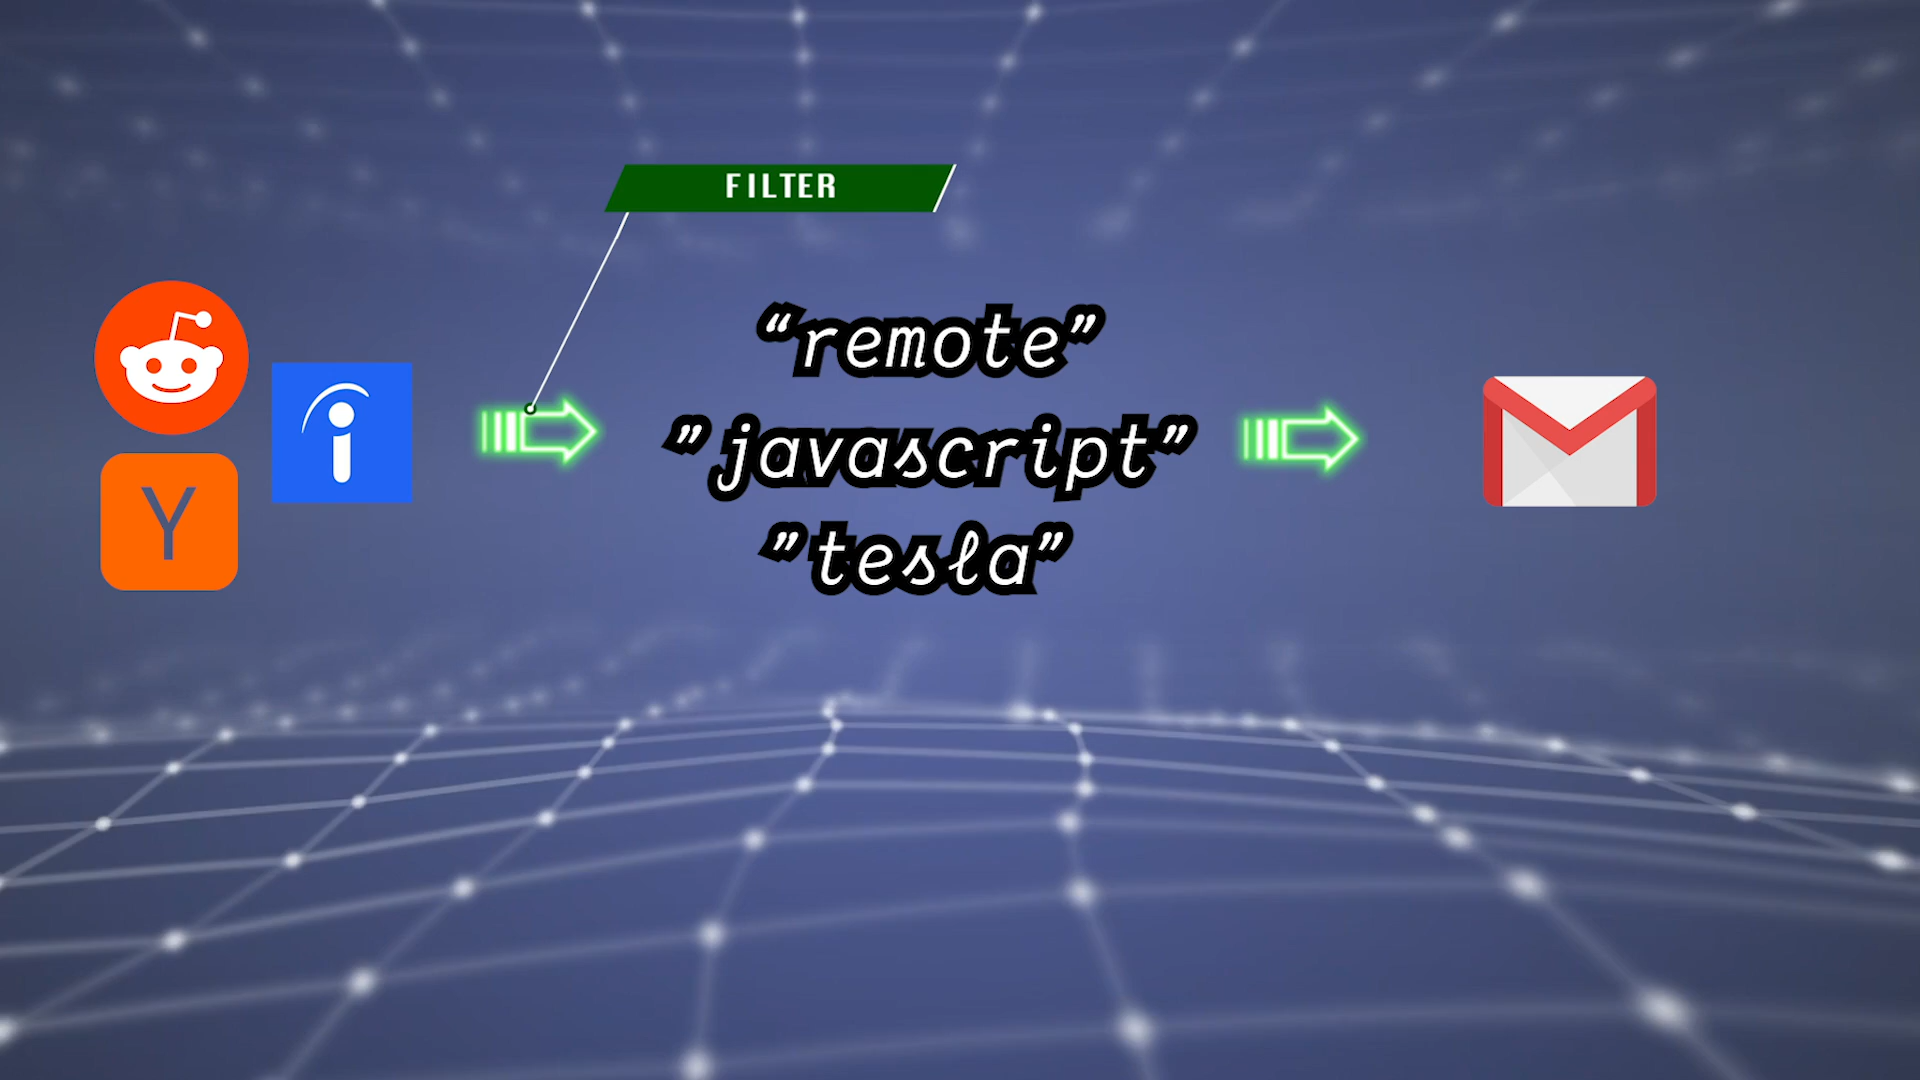 FILTER
“remote”
”javascript”
”tesla”
Y